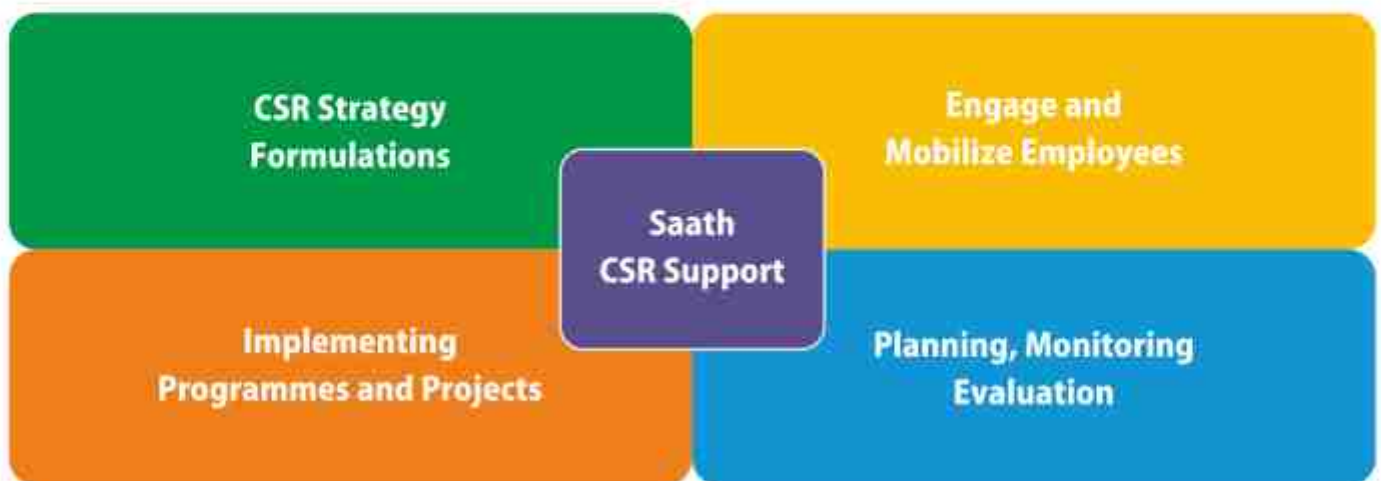 CSR Strategy
Formulations
Engage and
Mobilize Employees
Saath
CSR Support
Implementing
Programmes and Projects
Planning, Monitoring
Evaluation